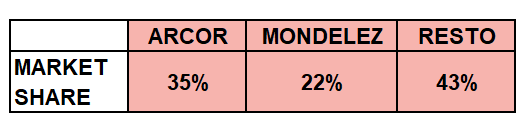 ARCOR MONDELEZ RESTO
MARKET
SHARE
35% 22% 43%